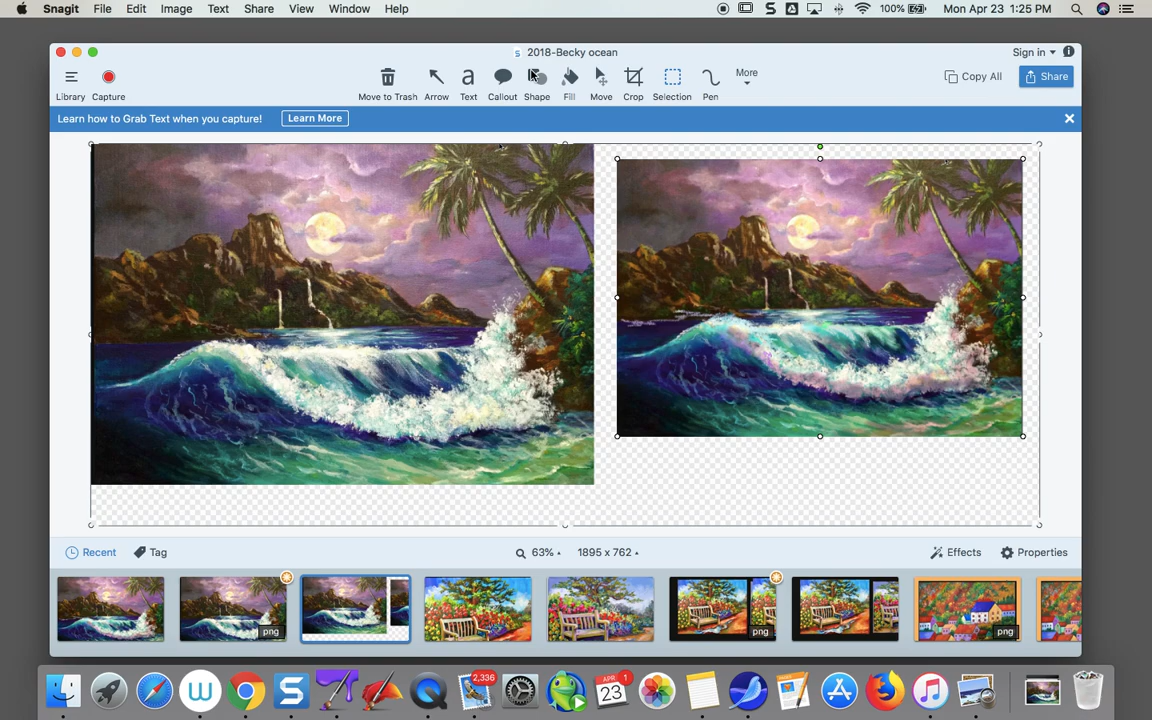 Snagit File Edit Image Text Share View Window Help 100% Mon Apr 23 1:25 PM
2018-Becky ocean Sign in
Library Capture Move to Trash Arrow Text Callout Shape Fill Move Crop Selection Pen More Copy All Share
Learn how to Grab Text when you capture! Learn More
Recent Tag 63% 1895 x 762 Effects Properties
png png png
2,336 APR 1
23